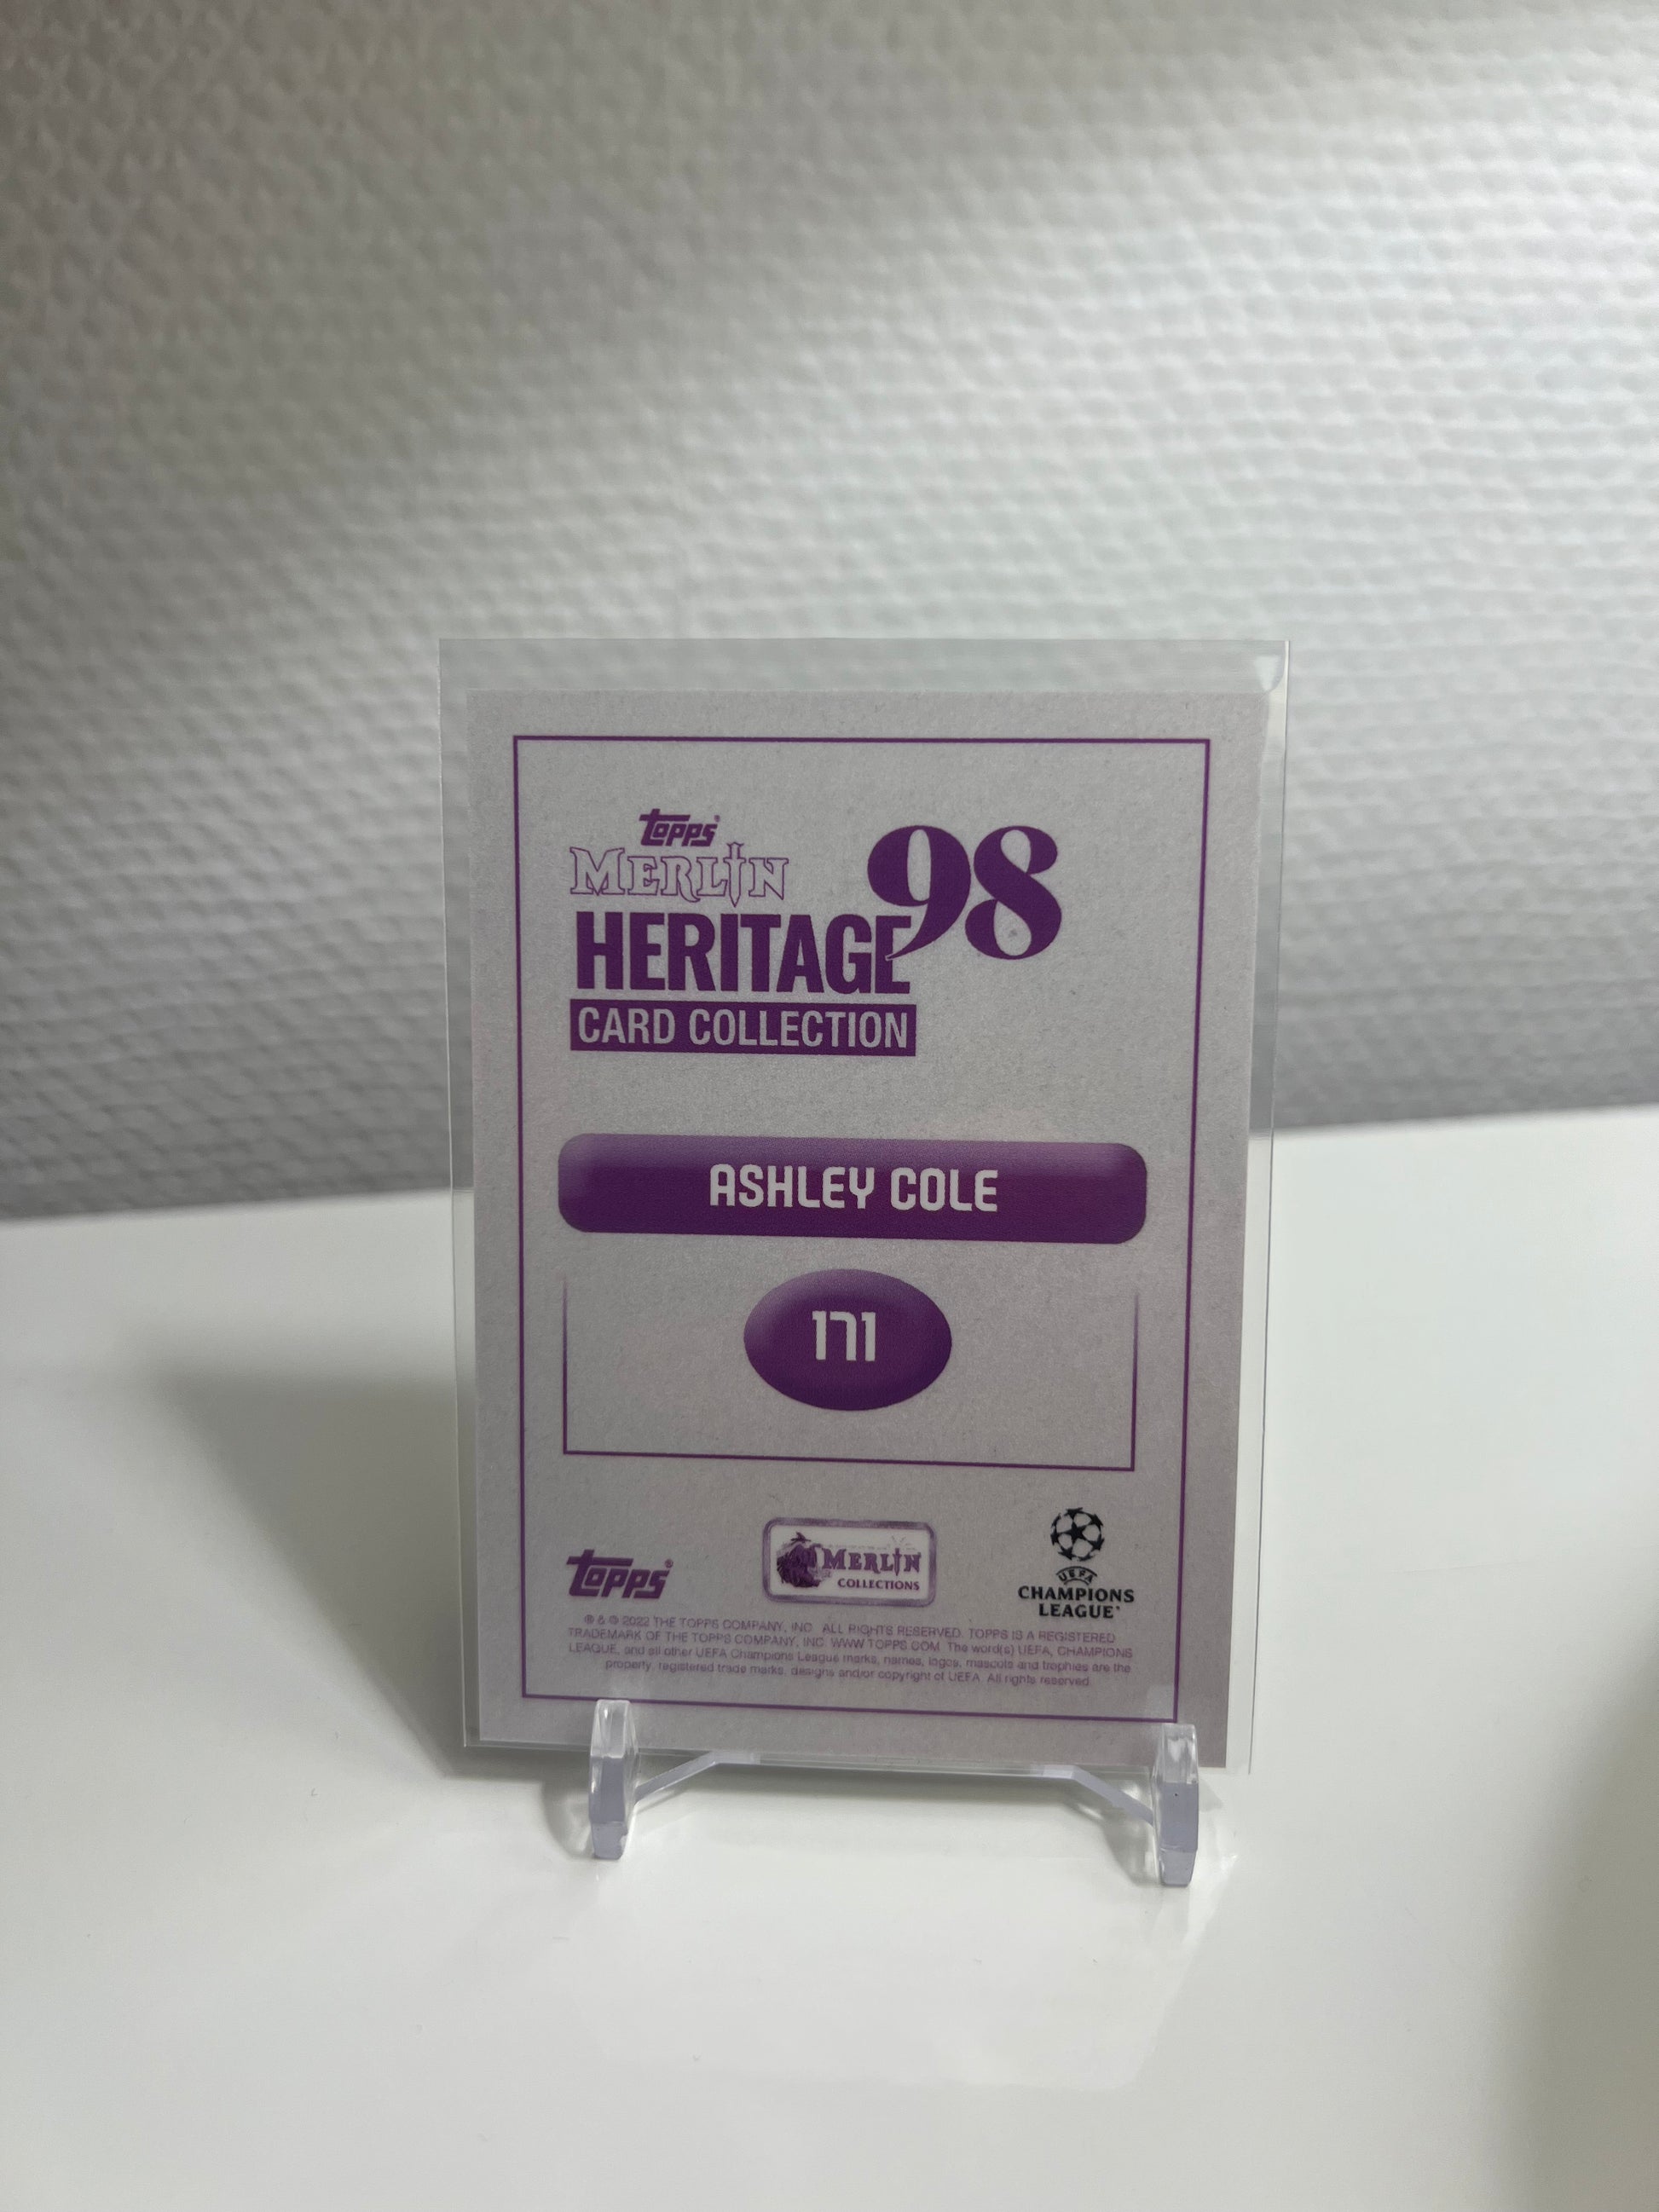 topps
MERLIN
98
HERITAGE
CARD COLLECTION
ASHLEY COLE
171
topps®
MERLIN
COLLECTIONS
UEFA
CHAMPIONS
LEAGUE
® & © 2022 THE TOPPS COMPANY, INC. ALL RIGHTS RESERVED. TOPPS IS A REGISTERED
TRADEMARK OF THE TOPPS COMPANY, INC. WWW.TOPPS.COM. The word(s) UEFA, CHAMPIONS
LEAGUE, and all other UEFA Champions League marks, names, logos, mascots and trophies are the
property, registered trade marks, designs and/or copyright of UEFA. All rights reserved.